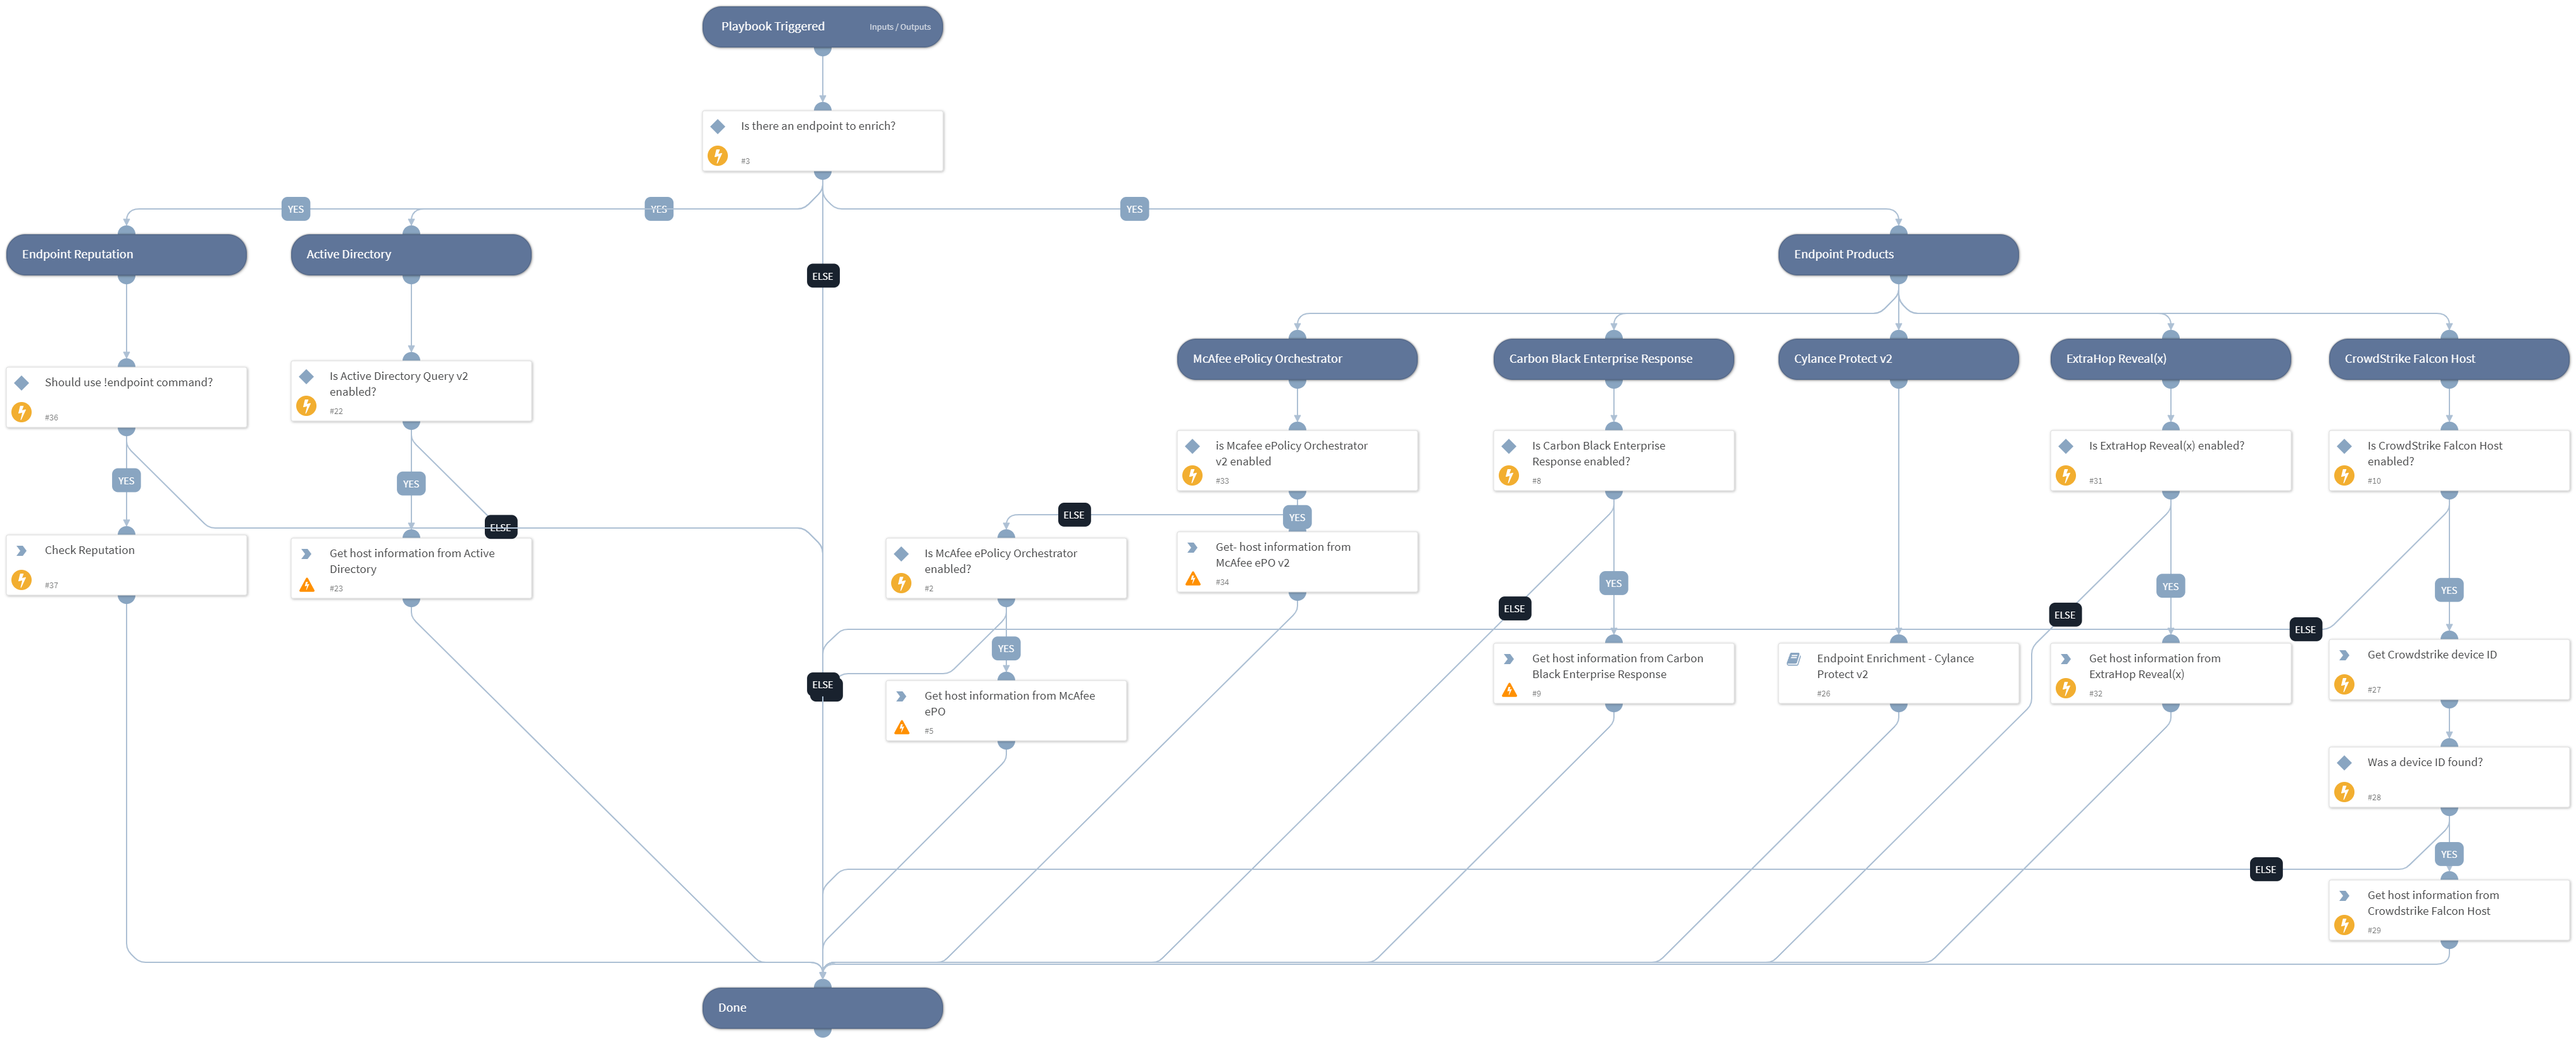 Playbook Triggered
Inputs / Outputs
Is there an endpoint to enrich?
#3
YES
YES
YES
Endpoint Reputation
Active Directory
Endpoint Products
ELSE
McAfee ePolicy Orchestrator
Carbon Black Enterprise Response
Cylance Protect v2
ExtraHop Reveal(x)
CrowdStrike Falcon Host
Should use !endpoint command?
#36
Is Active Directory Query v2
enabled?
#22
is Mcafee ePolicy Orchestrator
v2 enabled
#33
Is Carbon Black Enterprise
Response enabled?
#8
Is ExtraHop Reveal(x) enabled?
#31
Is CrowdStrike Falcon Host
enabled?
#10
YES
YES
ELSE
ELSE
YES
Check Reputation
#37
Get host information from Active
Directory
#23
Is McAfee ePolicy Orchestrator
enabled?
#2
Get- host information from
McAfee ePO v2
#34
YES
YES
YES
ELSE
ELSE
ELSE
YES
ELSE
Get host information from McAfee
ePO
#5
Get host information from Carbon
Black Enterprise Response
#9
Endpoint Enrichment - Cylance
Protect v2
#26
Get host information from
ExtraHop Reveal(x)
#32
Get Crowdstrike device ID
#27
Was a device ID found?
#28
YES
ELSE
Get host information from
Crowdstrike Falcon Host
#29
Done